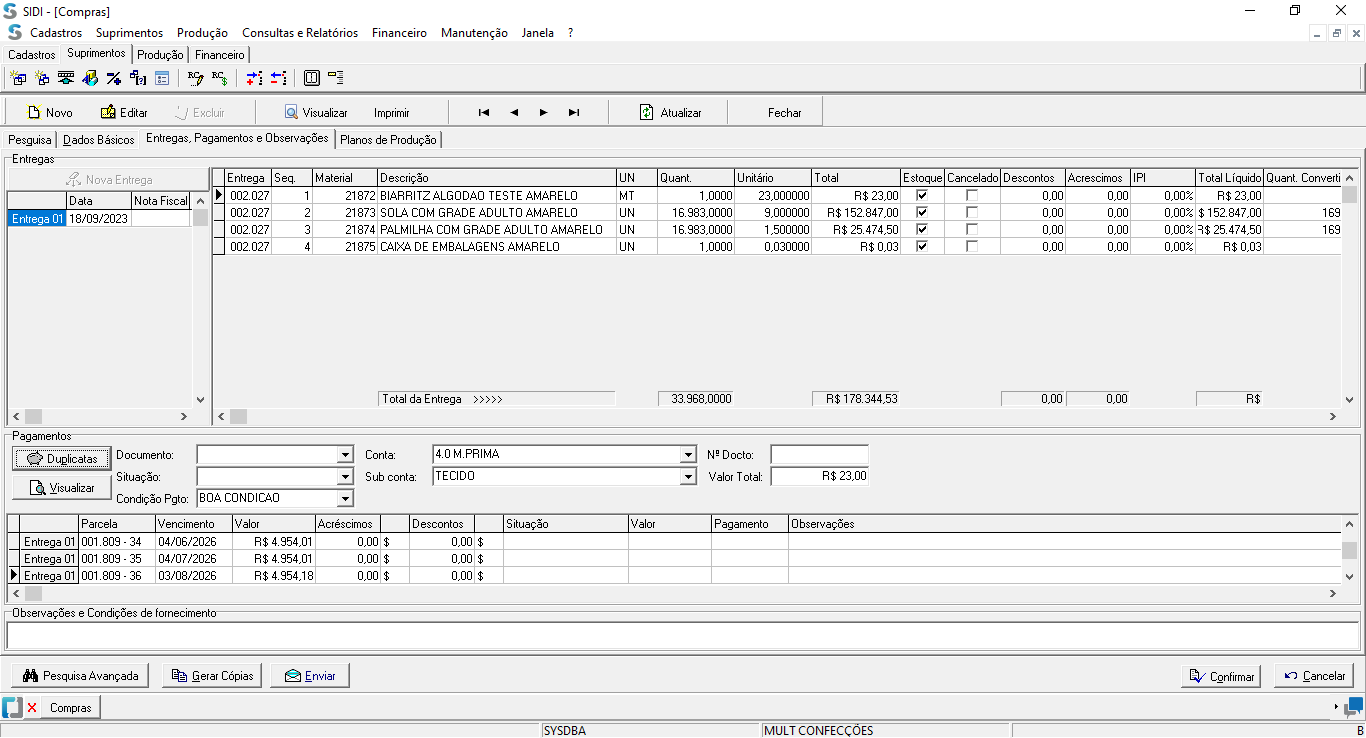 SIDI - [Compras]
Cadastros Suprimentos Produção Consultas e Relatórios Financeiro Manutenção Janela ?
Cadastros Suprimentos Produção Financeiro
Novo Editar Excluir Visualizar Imprimir Atualizar Fechar
Pesquisa Dados Básicos Entregas, Pagamentos e Observações Planos de Produção
Entregas
Nova Entrega
Data Nota Fiscal
Entrega 01 18/09/2023
Entrega Seq. Material Descrição UN Quant. Unitário Total Estoque Cancelado Descontos Acrescimos IPI Total Líquido Quant. Converti
002.027 1 21872 BIARRITZ ALGODAO TESTE AMARELO MT 1,0000 23,000000 R$ 23,00 0,00 0,00 0,00% R$ 23,00
002.027 2 21873 SOLA COM GRADE ADULTO AMARELO UN 16.983,0000 9,000000 R$ 152.847,00 0,00 0,00 0,00% $ 152.847,00 169
002.027 3 21874 PALMILHA COM GRADE ADULTO AMARELO UN 16.983,0000 1,500000 R$ 25.474,50 0,00 0,00 0,00% R$ 25.474,50 169
002.027 4 21875 CAIXA DE EMBALAGENS AMARELO UN 1,0000 0,030000 R$ 0,03 0,00 0,00 0,00% R$ 0,03
Total da Entrega >>>>> 33.968,0000 R$ 178.344,53 0,00 0,00 R$
Pagamentos
Duplicatas Documento: Conta: 4.0 M.PRIMA Nº Docto:
Situação: Sub conta: TECIDO Valor Total: R$ 23,00
Visualizar
Condição Pgto: BOA CONDICAO
Parcela Vencimento Valor Acréscimos Descontos Situação Valor Pagamento Observações
Entrega 01 001.809 - 34 04/06/2026 R$ 4.954,01 0,00 $ 0,00 $
Entrega 01 001.809 - 35 04/07/2026 R$ 4.954,01 0,00 $ 0,00 $
Entrega 01 001.809 - 36 03/08/2026 R$ 4.954,18 0,00 $ 0,00 $
Observações e Condições de fornecimento
Pesquisa Avançada Gerar Cópias Enviar Confirmar Cancelar
Compras
SYSDBA MULT CONFECÇÕES B